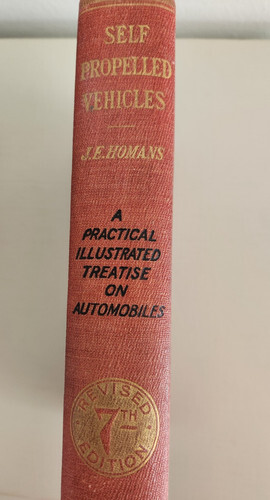 SELF
PROPELLED
VEHICLES
J.E. HOMANS
A
PRACTICAL
ILLUSTRATED
TREATISE
ON
AUTOMOBILES
REVISED
7TH
EDITION